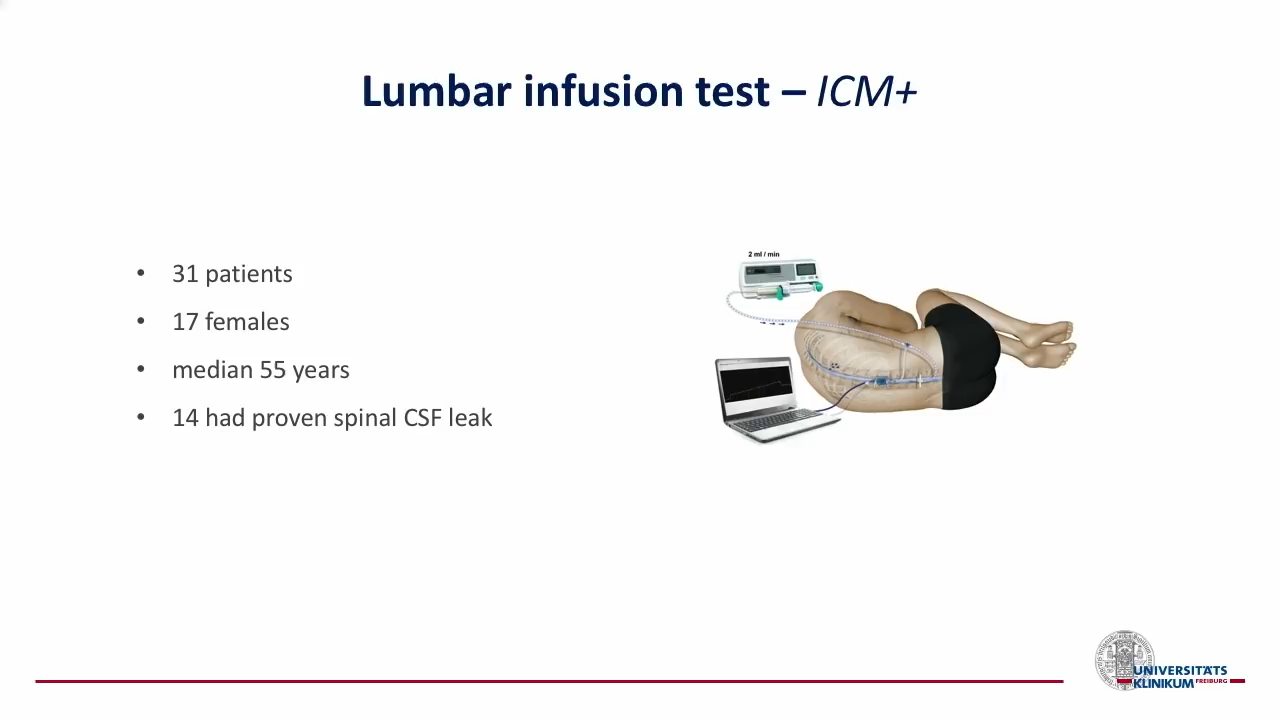 Lumbar infusion test – ICM+
• 31 patients
• 17 females
• median 55 years
• 14 had proven spinal CSF leak
2 ml / min
UNIVERSITÄTS
KLINIKUM FREIBURG